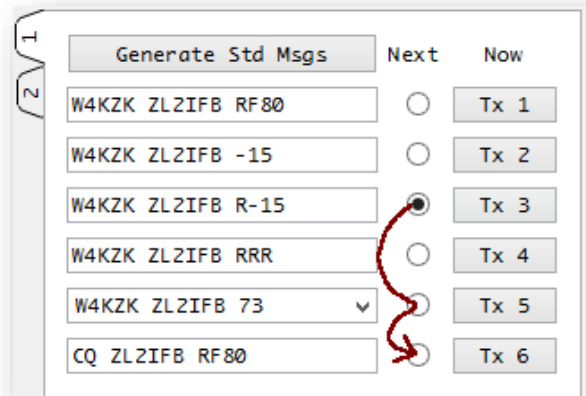 1
2
Generate Std Msgs Next Now
W4KZK ZL2IFB RF80 Tx 1
W4KZK ZL2IFB -15 Tx 2
W4KZK ZL2IFB R-15 Tx 3
W4KZK ZL2IFB RRR Tx 4
W4KZK ZL2IFB 73 Tx 5
CQ ZL2IFB RF80 Tx 6